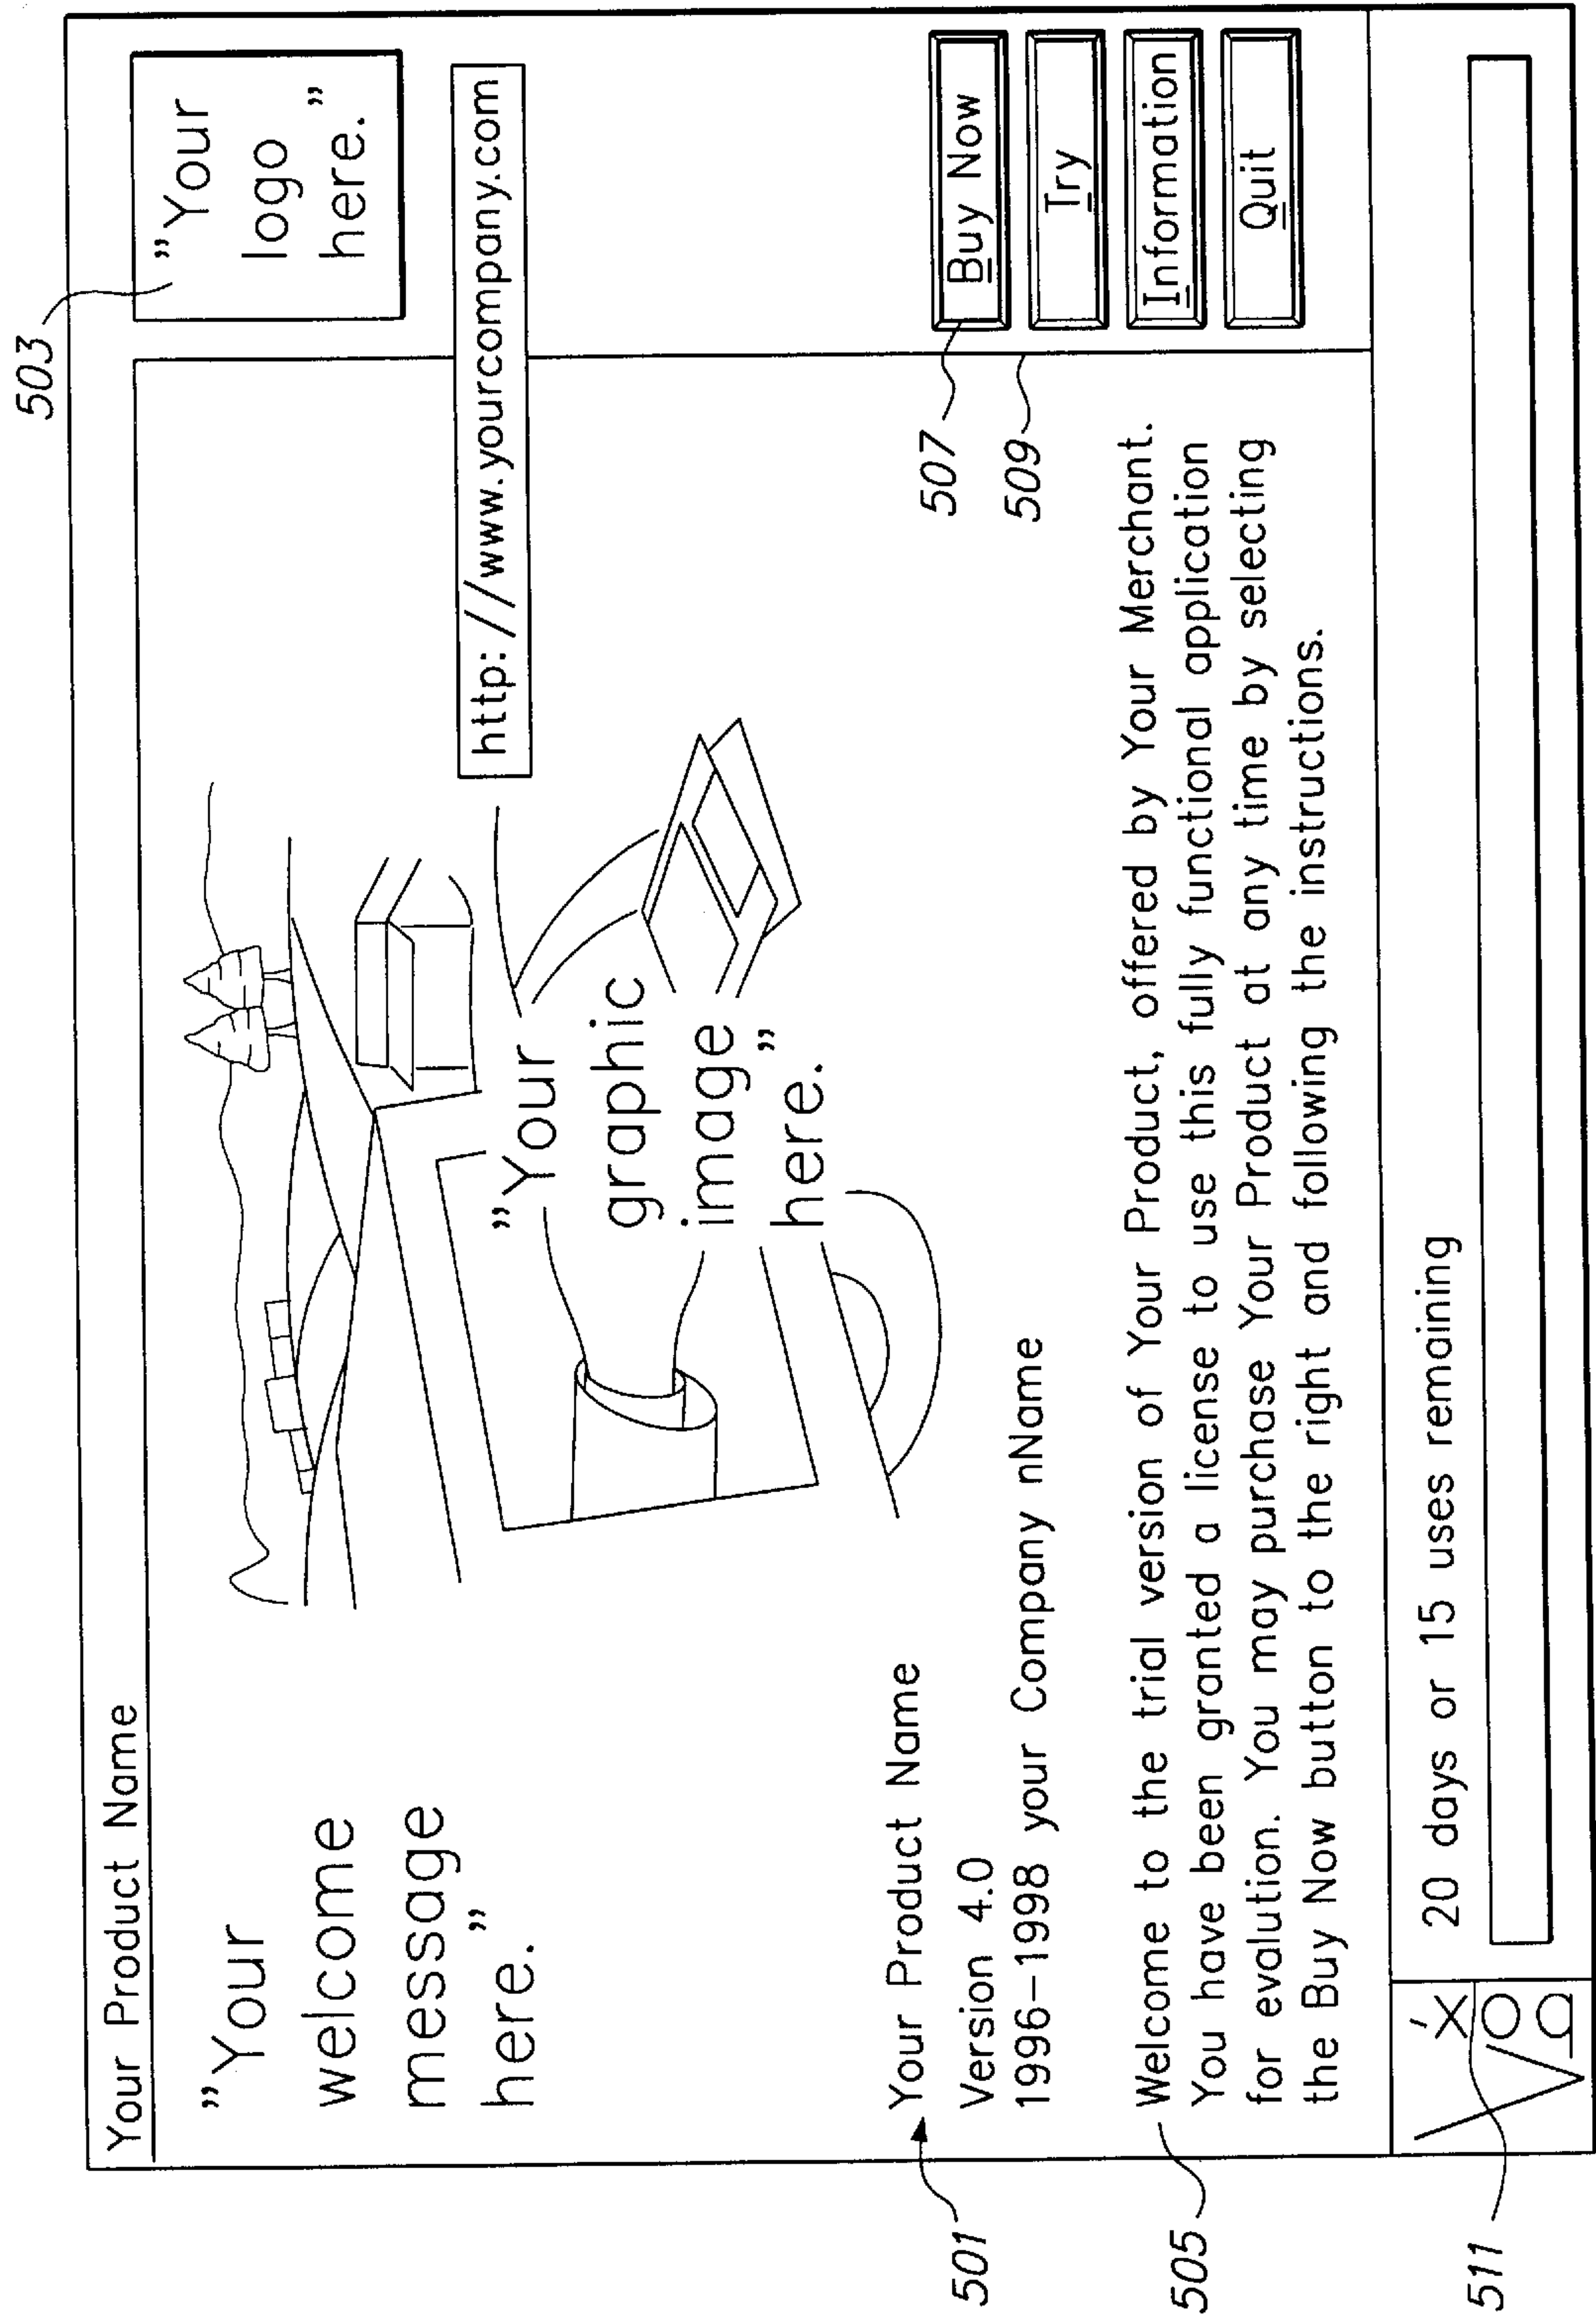 Your Product Name
503
"Your
logo
here."
"Your
welcome
message
here."
http://www.yourcompany.com
"Your
graphic
image"
here.
501
Your Product Name
Version 4.0
1996-1998 your Company nName
507
509
Buy Now
Try
Information
Quit
505
Welcome to the trial version of Your Product, offered by Your Merchant.
You have been granted a license to use this fully functional application
for evalution. You may purchase Your Product at any time by selecting
the Buy Now button to the right and following the instructions.
20 days or 15 uses remaining
511